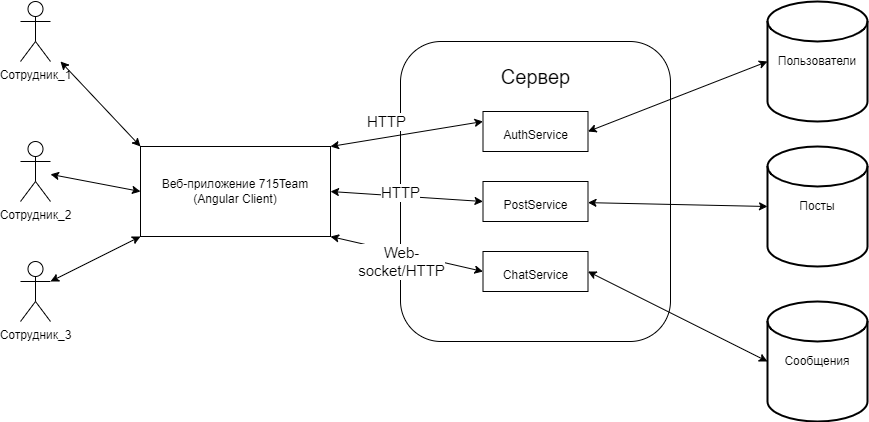 Сотрудник_1
Сотрудник_2
Сотрудник_3
Веб-приложение 715Team
(Angular Client)
HTTP
HTTP
Web-
socket/HTTP
Сервер
AuthService
PostService
ChatService
Пользователи
Посты
Сообщения